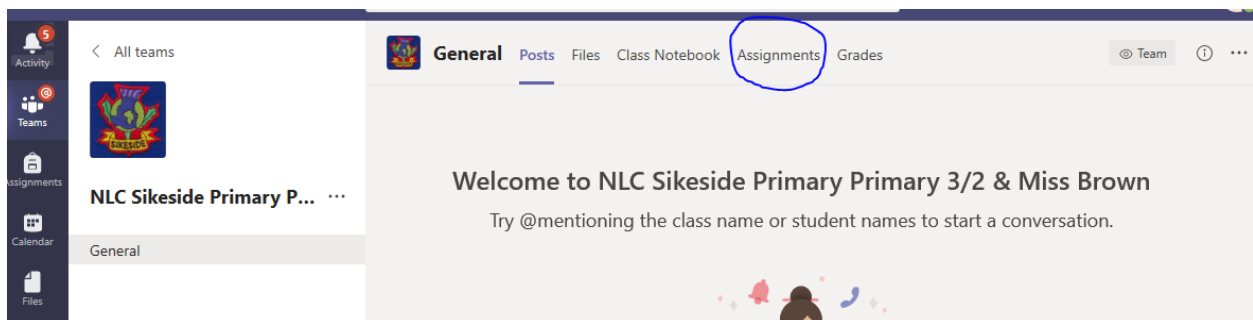 5
Activity
@
Teams
ssignments
Calendar
Files
All teams
SIKESIDE
NLC Sikeside Primary P... ...
General
General Posts Files Class Notebook Assignments Grades
Team ...
Welcome to NLC Sikeside Primary Primary 3/2 & Miss Brown
Try @mentioning the class name or student names to start a conversation.